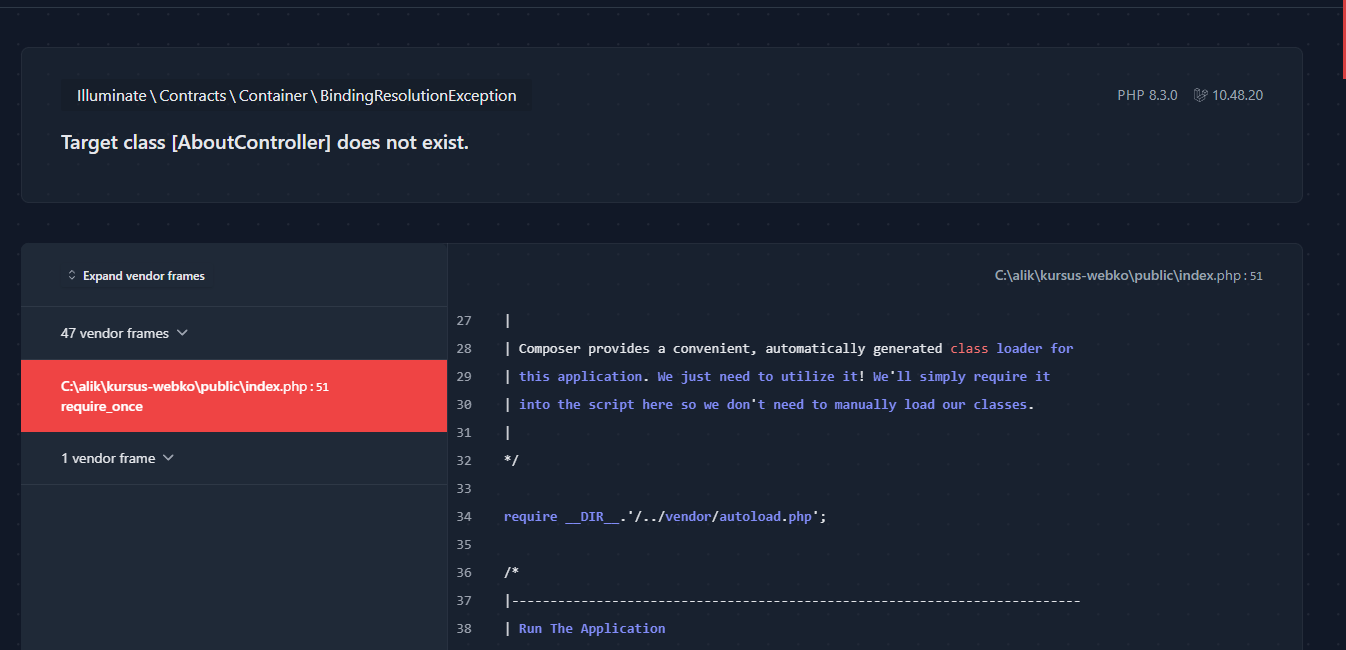 Illuminate \ Contracts \ Container \ BindingResolutionException
PHP 8.3.0 10.48.20
Target class [AboutController] does not exist.
Expand vendor frames
47 vendor frames
C:\alik\kursus-webko\public\index.php : 51
require_once
1 vendor frame
C:\alik\kursus-webko\public\index.php : 51
27 |
28 | Composer provides a convenient, automatically generated class loader for
29 | this application. We just need to utilize it! We'll simply require it
30 | into the script here so we don't need to manually load our classes.
31 |
32 */
33
34 require __DIR__.'/../vendor/autoload.php';
35
36 /*
37 |--------------------------------------------------------------------------
38 | Run The Application